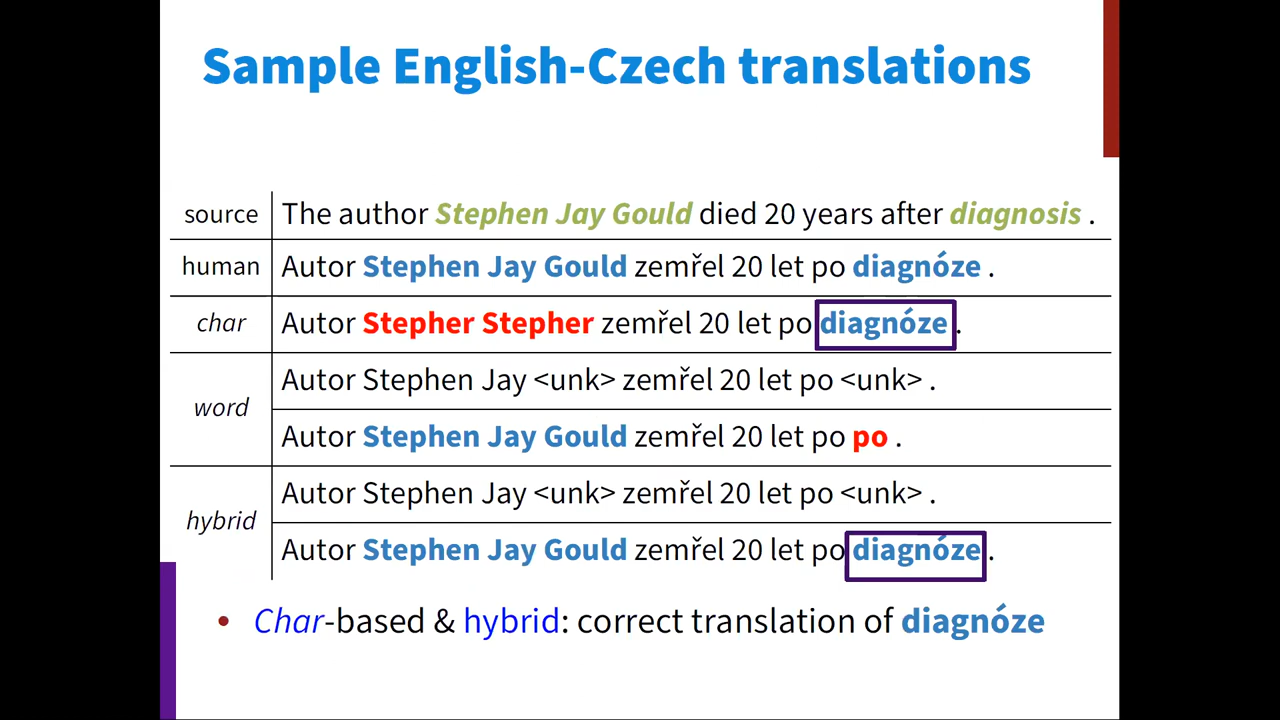 Sample English-Czech translations
source The author Stephen Jay Gould died 20 years after diagnosis .
human Autor Stephen Jay Gould zemřel 20 let po diagnóze .
char Autor Stepher Stepher zemřel 20 let po diagnóze .
word
Autor Stephen Jay <unk> zemřel 20 let po <unk> .
Autor Stephen Jay Gould zemřel 20 let po po .
hybrid
Autor Stephen Jay <unk> zemřel 20 let po <unk> .
Autor Stephen Jay Gould zemřel 20 let po diagnóze .
• Char-based & hybrid: correct translation of diagnóze